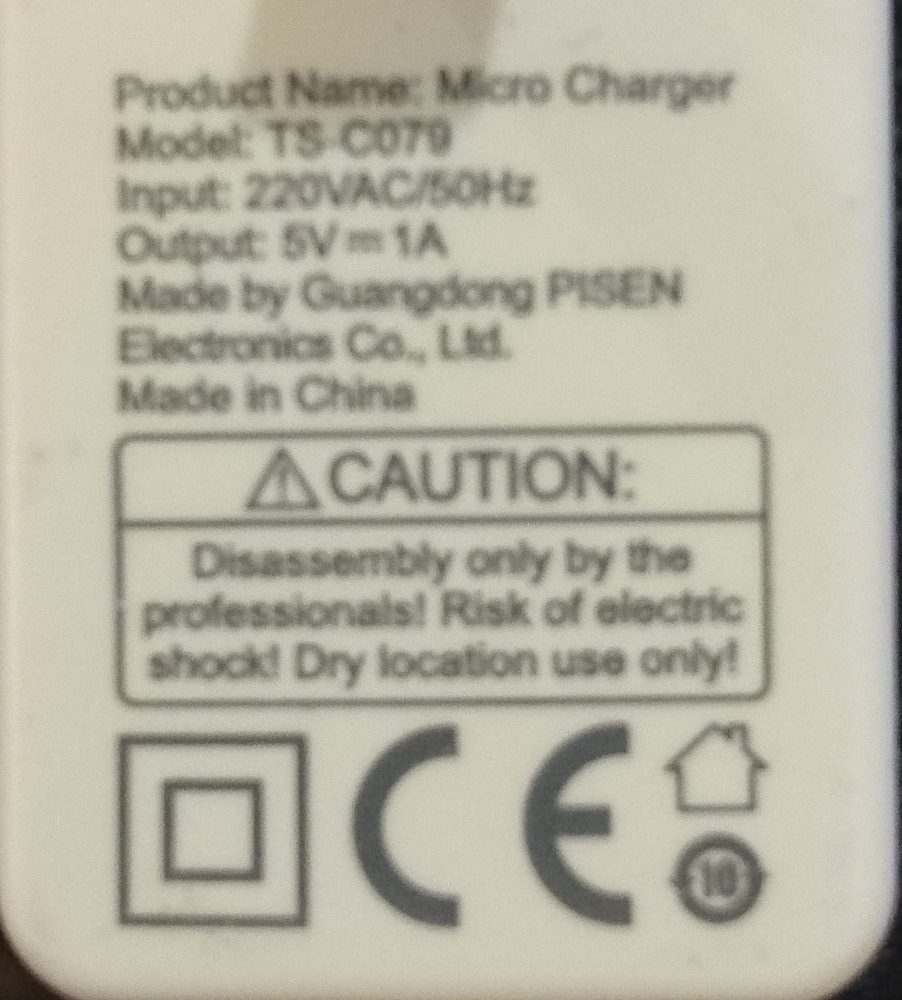 Product Name: Micro Charger
Model: TS-C079
Input: 220VAC/50Hz
Output: 5V⎓1A
Made by Guangdong PISEN
Electronics Co., Ltd.
Made in China
⚠CAUTION:
Disassembly only by the
professionals! Risk of electric
shock! Dry location use only!
CE
10